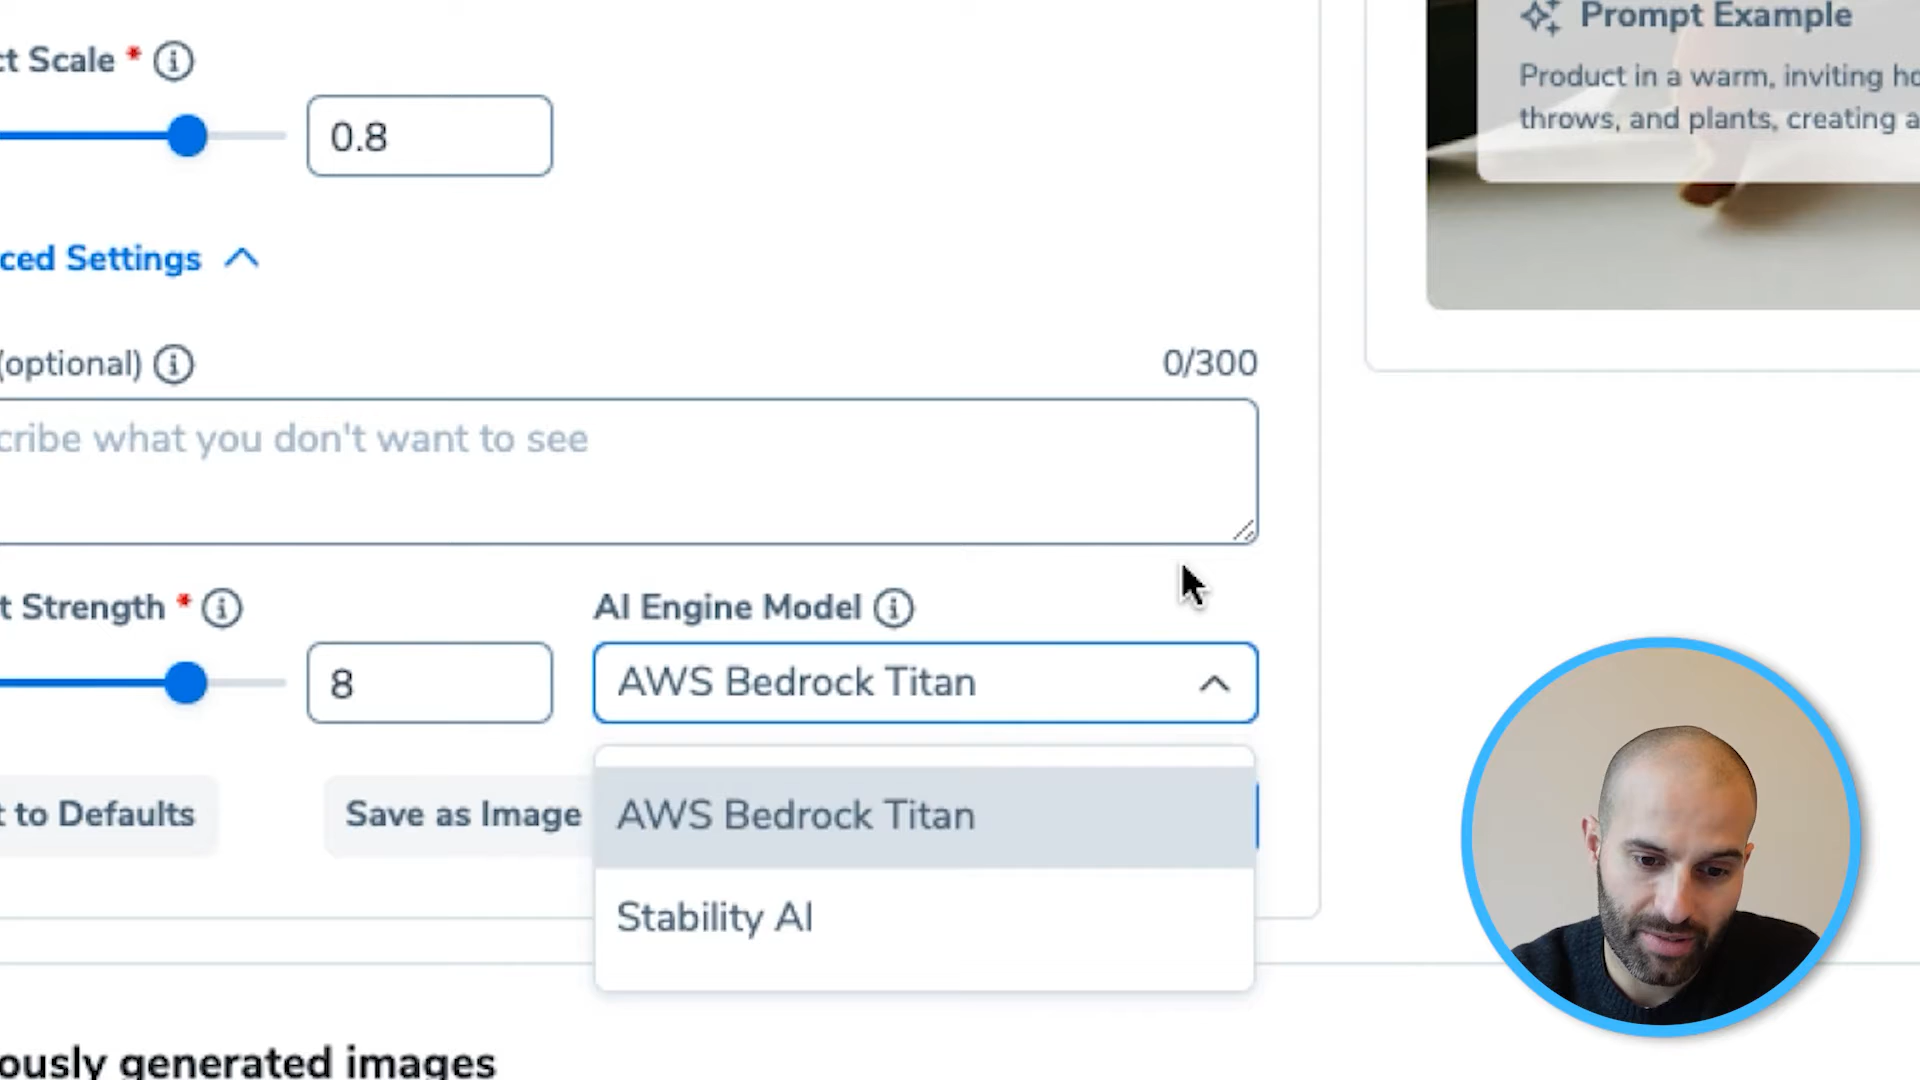 ct Scale *
0.8
ced Settings
(optional)
0/300
cribe what you don't want to see
t Strength *
AI Engine Model
8
AWS Bedrock Titan
t to Defaults
Save as Image
AWS Bedrock Titan
Stability AI
ously generated images
Prompt Example
Product in a warm, inviting ho
throws, and plants, creating a